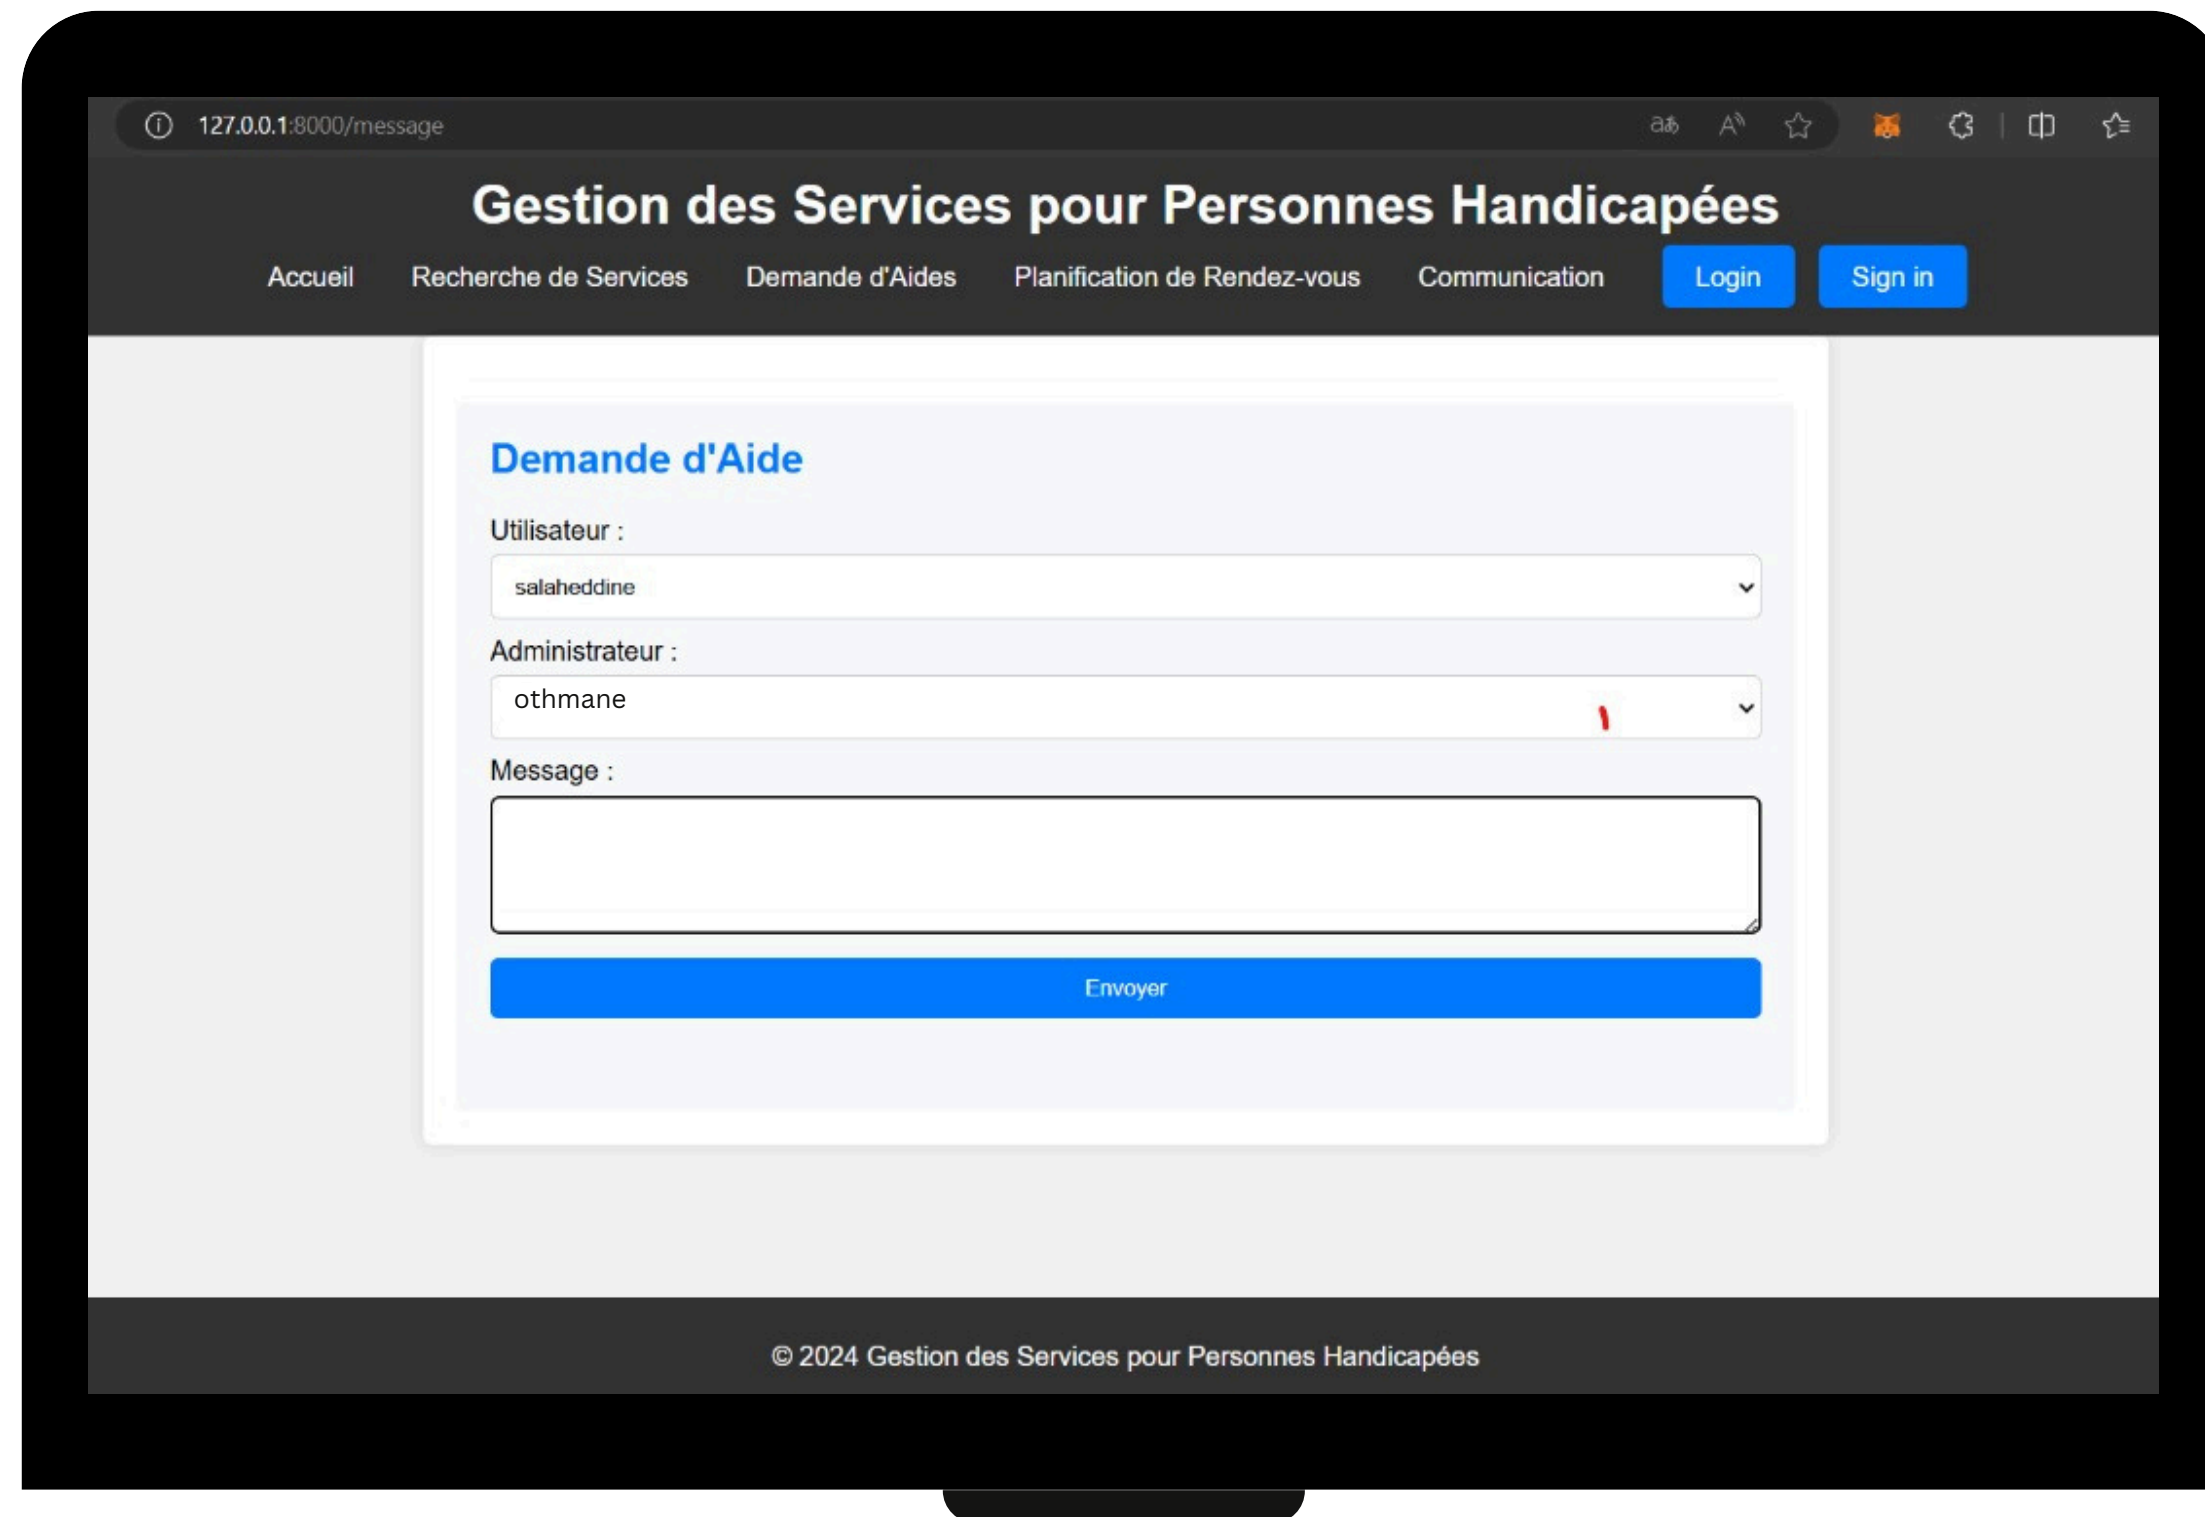 127.0.0.1:8000/message
Gestion des Services pour Personnes Handicapées
Accueil Recherche de Services Demande d'Aides Planification de Rendez-vous Communication Login Sign in
Demande d'Aide
Utilisateur :
salaheddine
Administrateur :
othmane
Message :
Envoyer
© 2024 Gestion des Services pour Personnes Handicapées